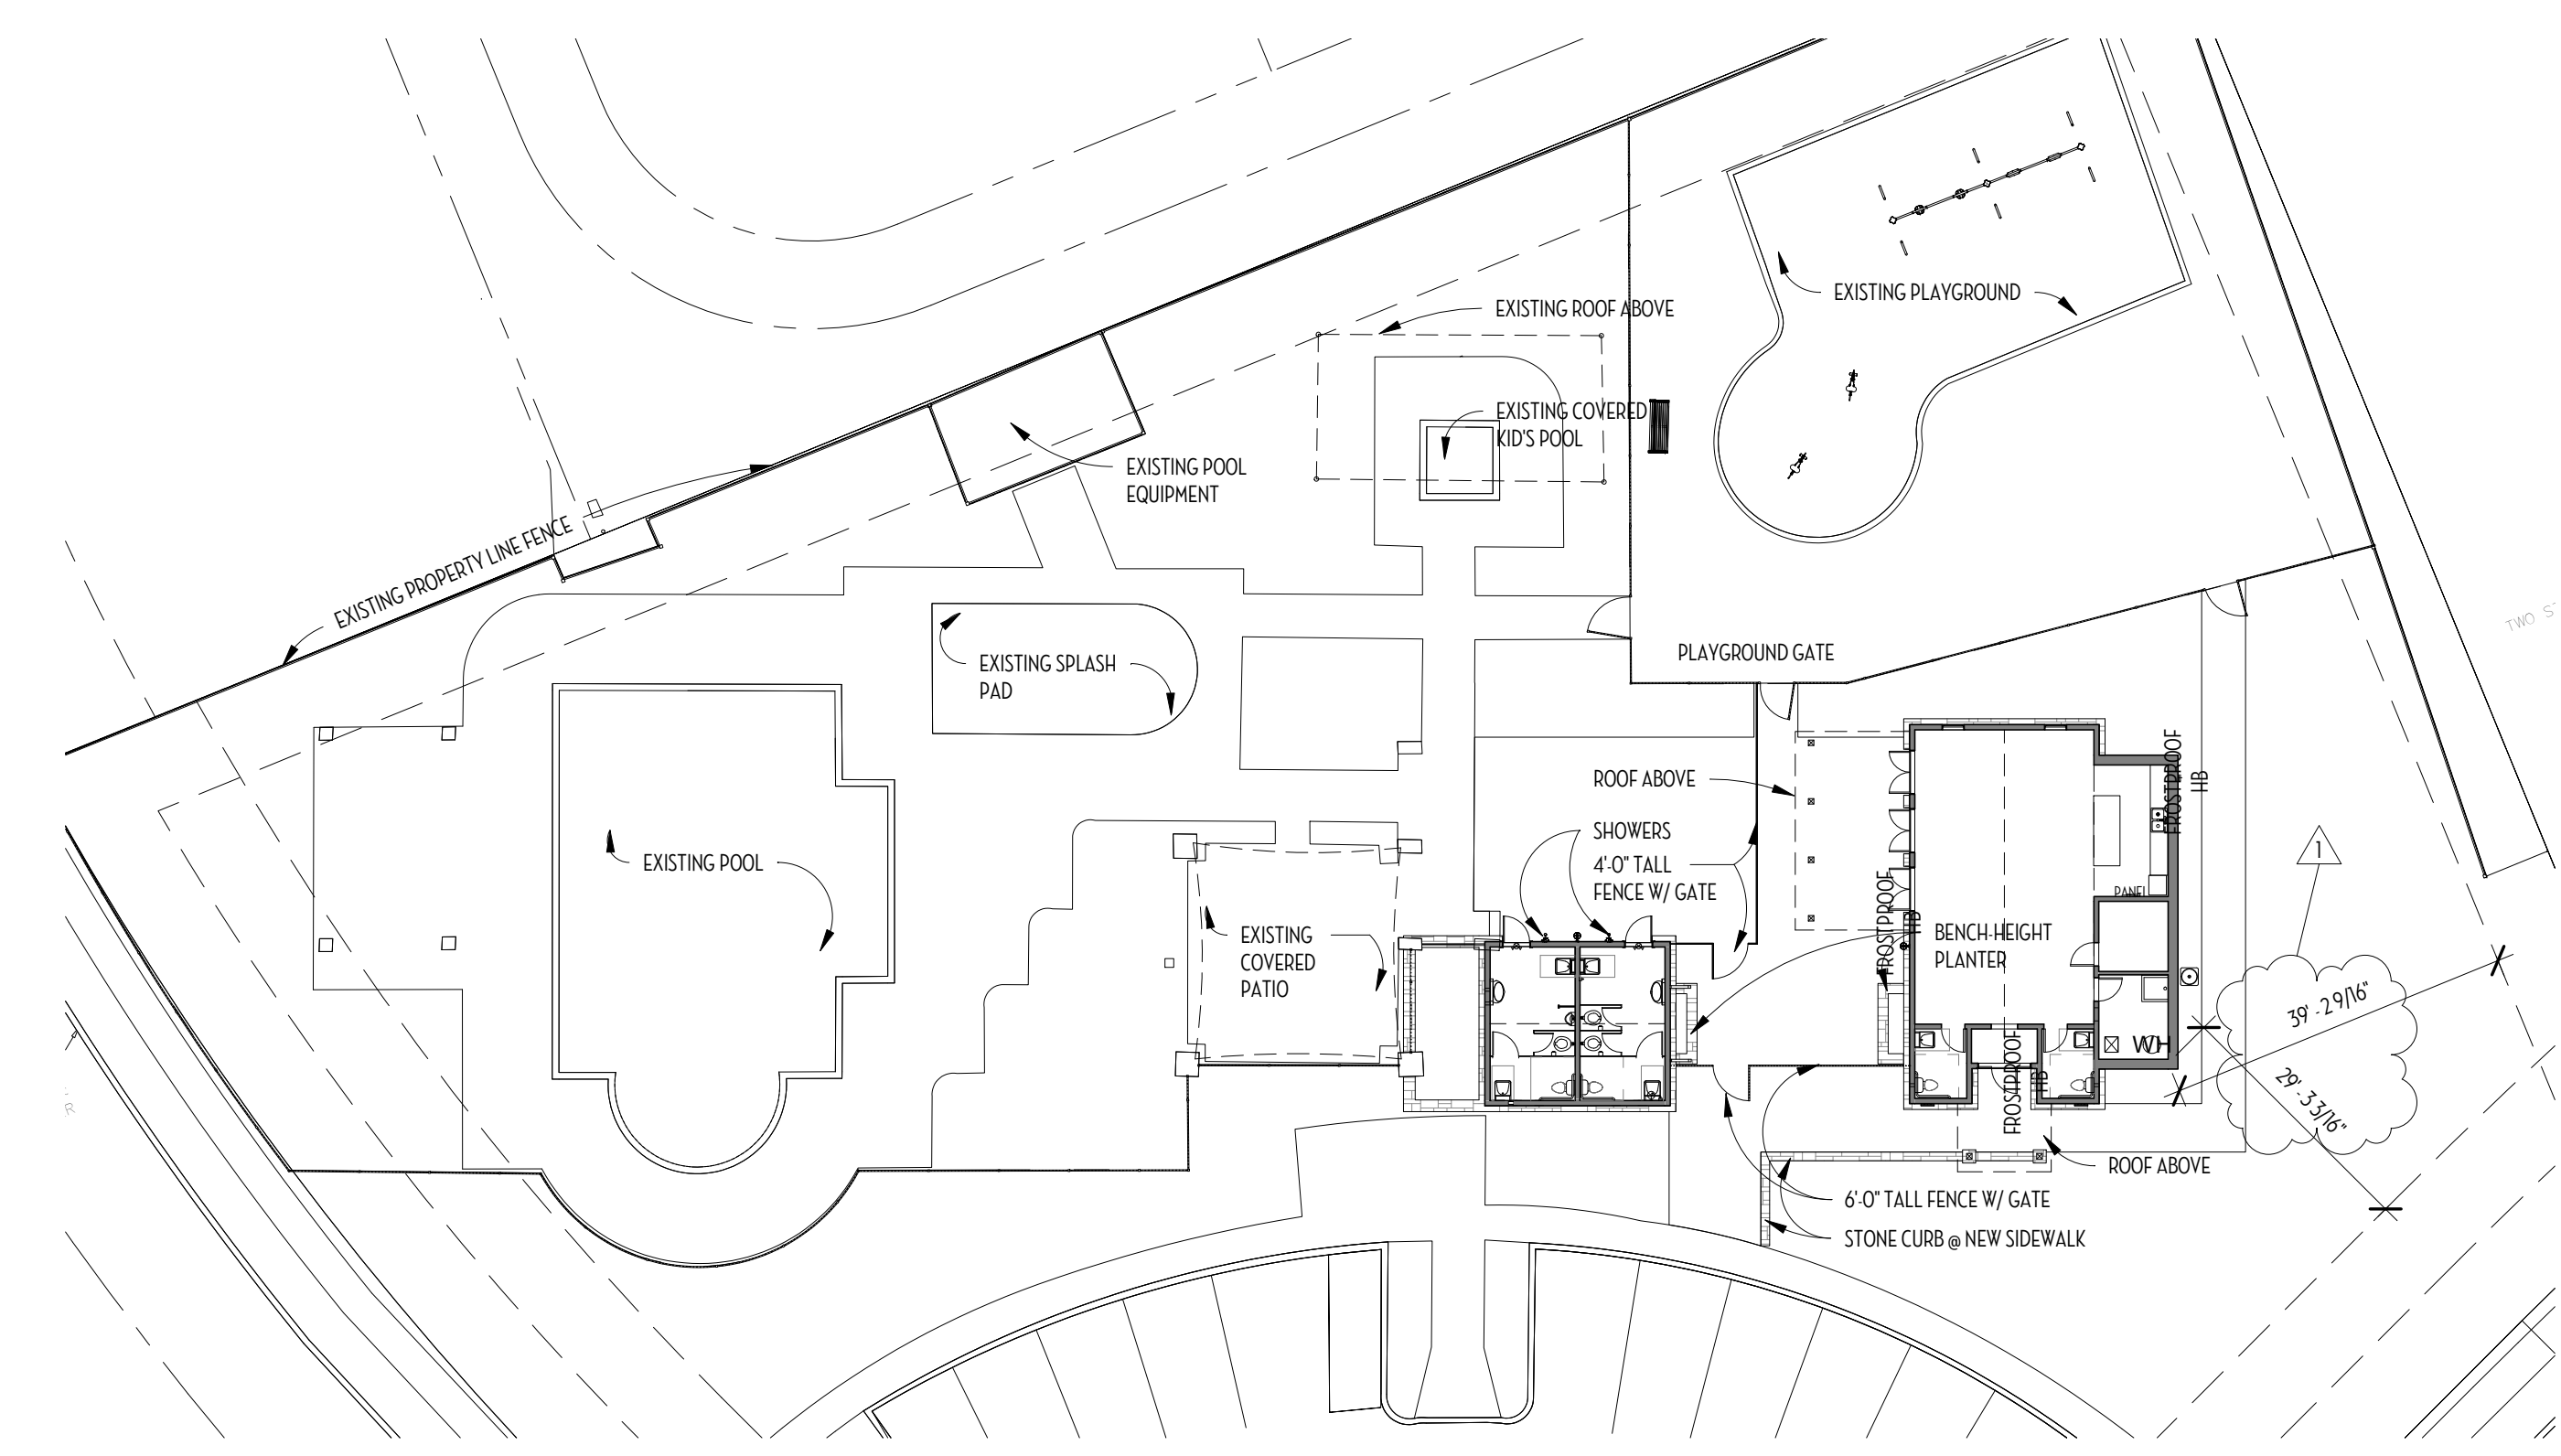 EXISTING ROOF ABOVE
EXISTING PLAYGROUND
EXISTING COVERED
KID'S POOL
EXISTING POOL
EQUIPMENT
EXISTING PROPERTY LINE FENCE
TWO
EXISTING SPLASH
PAD
PLAYGROUND GATE
ROOF ABOVE
FROSTPROOF
HB
SHOWERS
4'-0" TALL
FENCE W/ GATE
1
EXISTING POOL
PANEL
FROSTPROOF
HB
EXISTING
COVERED
PATIO
BENCH-HEIGHT
PLANTER
39' - 2 9/16"
WH
FROSTPROOF
HB
29' - 3 3/16"
R
ROOF ABOVE
6'-0" TALL FENCE W/ GATE
STONE CURB @ NEW SIDEWALK